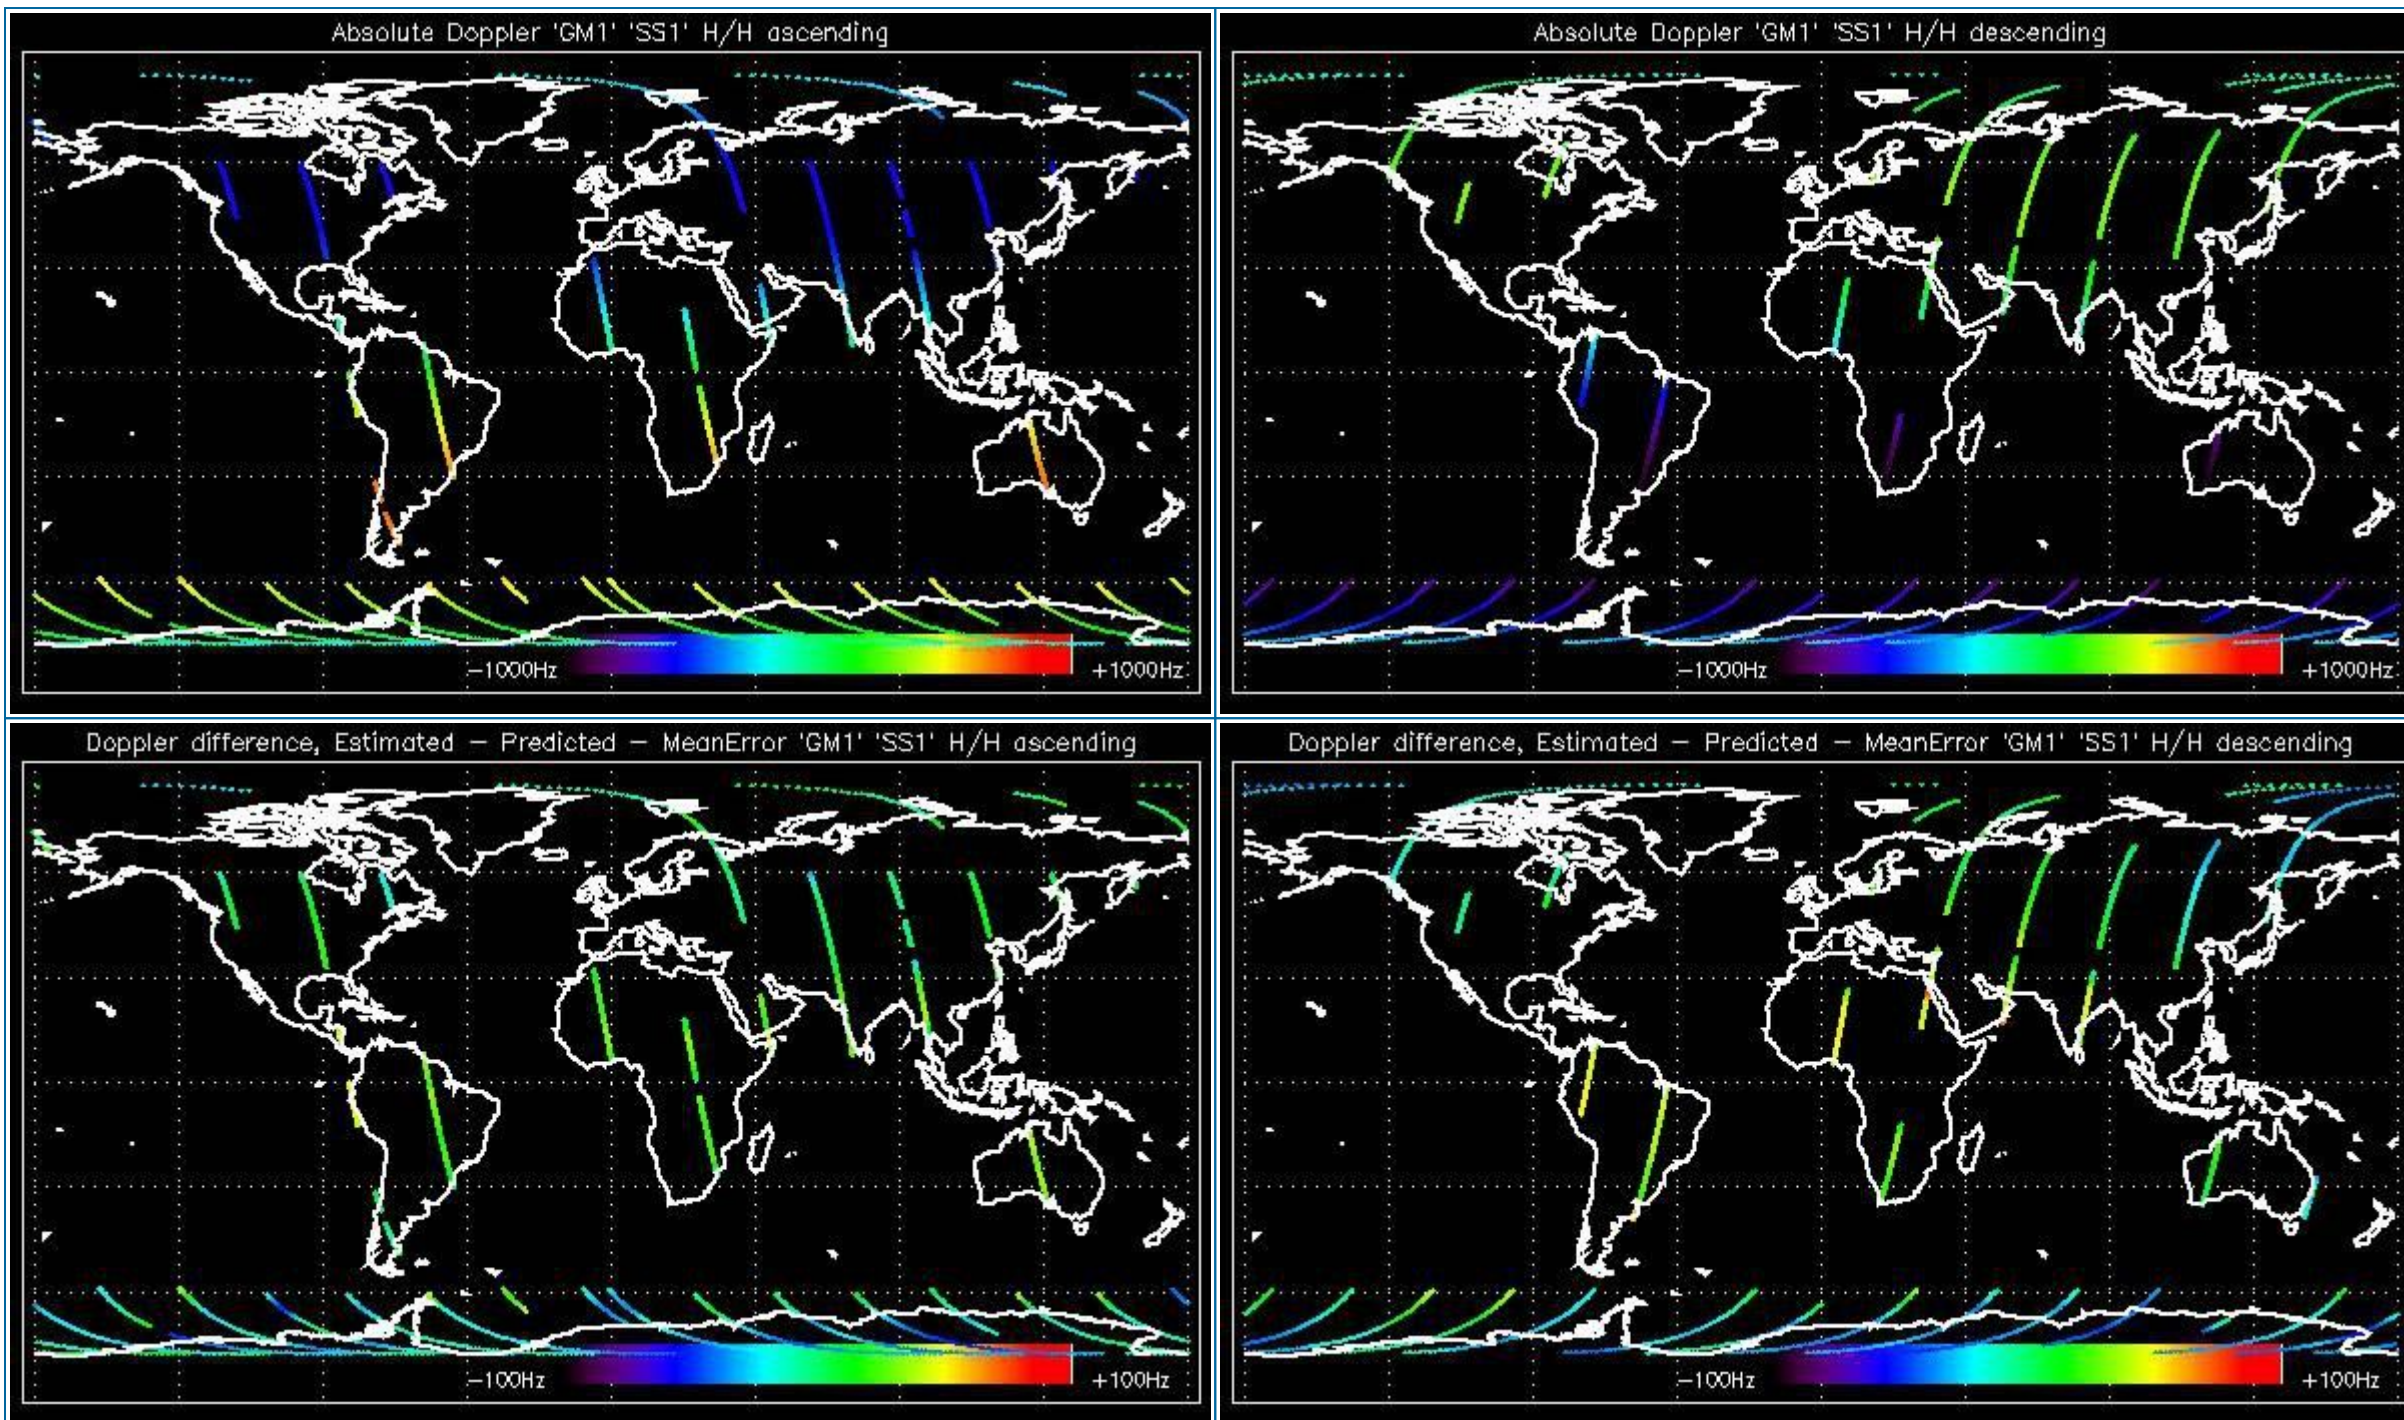 Absolute Doppler 'GM1' 'SS1' H/H ascending
−1000Hz
+1000Hz
Absolute Doppler 'GM1' 'SS1' H/H descending
−1000Hz
+1000Hz
Doppler difference, Estimated − Predicted − MeanError 'GM1' 'SS1' H/H ascending
−100Hz
+100Hz
Doppler difference, Estimated − Predicted − MeanError 'GM1' 'SS1' H/H descending
−100Hz
+100Hz